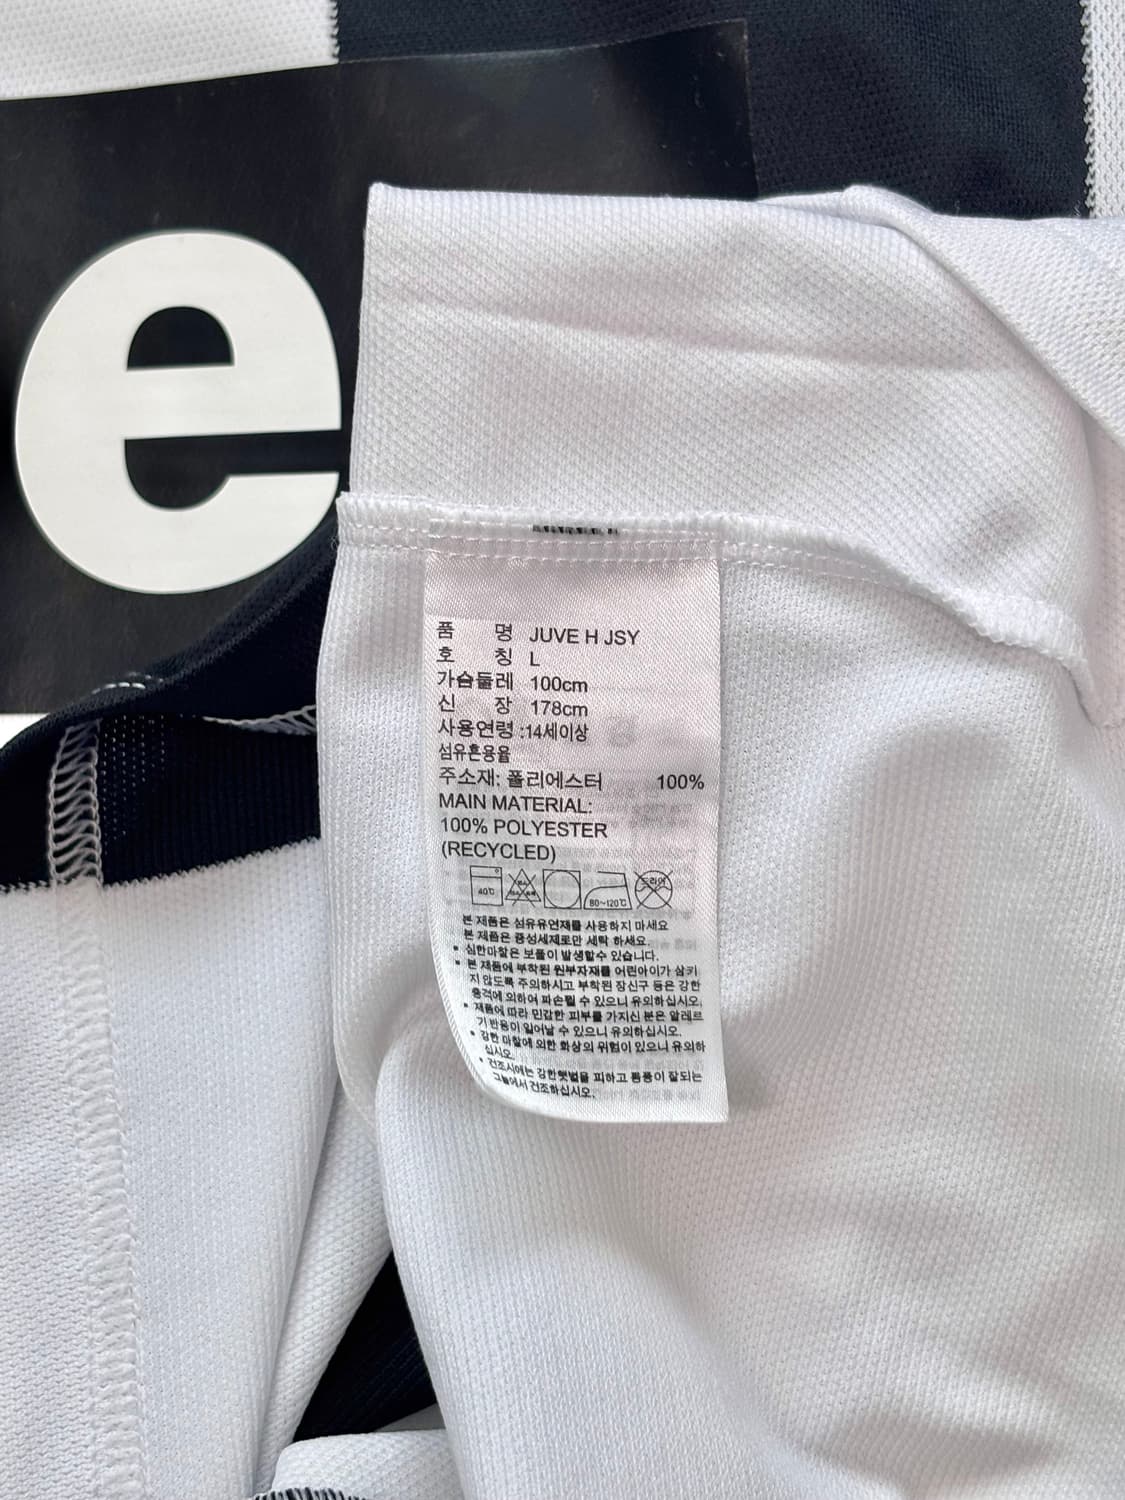 e
품 명 JUVE H JSY
호 칭 L
가슴둘레 100cm
신 장 178cm
사용연령 :14세이상
섬유혼용율
주소재: 폴리에스터 100%
MAIN MATERIAL:
100% POLYESTER
(RECYCLED)
40℃ 80~120℃ 드라이
본 제품은 섬유유연재를 사용하지 마세요
본 제품은 중성세제로만 세탁 하세요.
• 심한마찰은 보풀이 발생할수 있습니다.
• 본 제품에 부착된 원부자재를 어린아이가 삼키
지 않도록 주의하시고 부착된 장신구 등은 강한
충격에 의하여 파손될 수 있으니 유의하십시오.
• 제품에 따라 민감한 피부를 가지신 분은 알레르
기 반응이 일어날 수 있으니 유의하십시오.
• 강한 마찰에 의한 화상의 위험이 있으니 유의하
십시오.
• 건조시에는 강한햇볕을 피하고 통풍이 잘되는
그늘에서 건조하십시오.